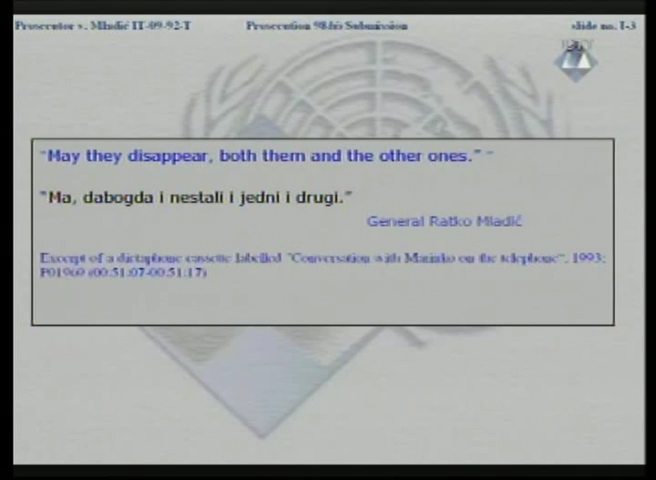 Prosecutor v. Mladić IT-09-92-T Prosecution 98bis Submission slide no. I-3
"May they disappear, both them and the other ones."
"Ma, dabogda i nestali i jedni i drugi."
General Ratko Mladić
Excerpt of a dictaphone cassette labelled "Conversation with Marinko on the telephone", 1993;
P01969 (00:51:07-00:51:17)